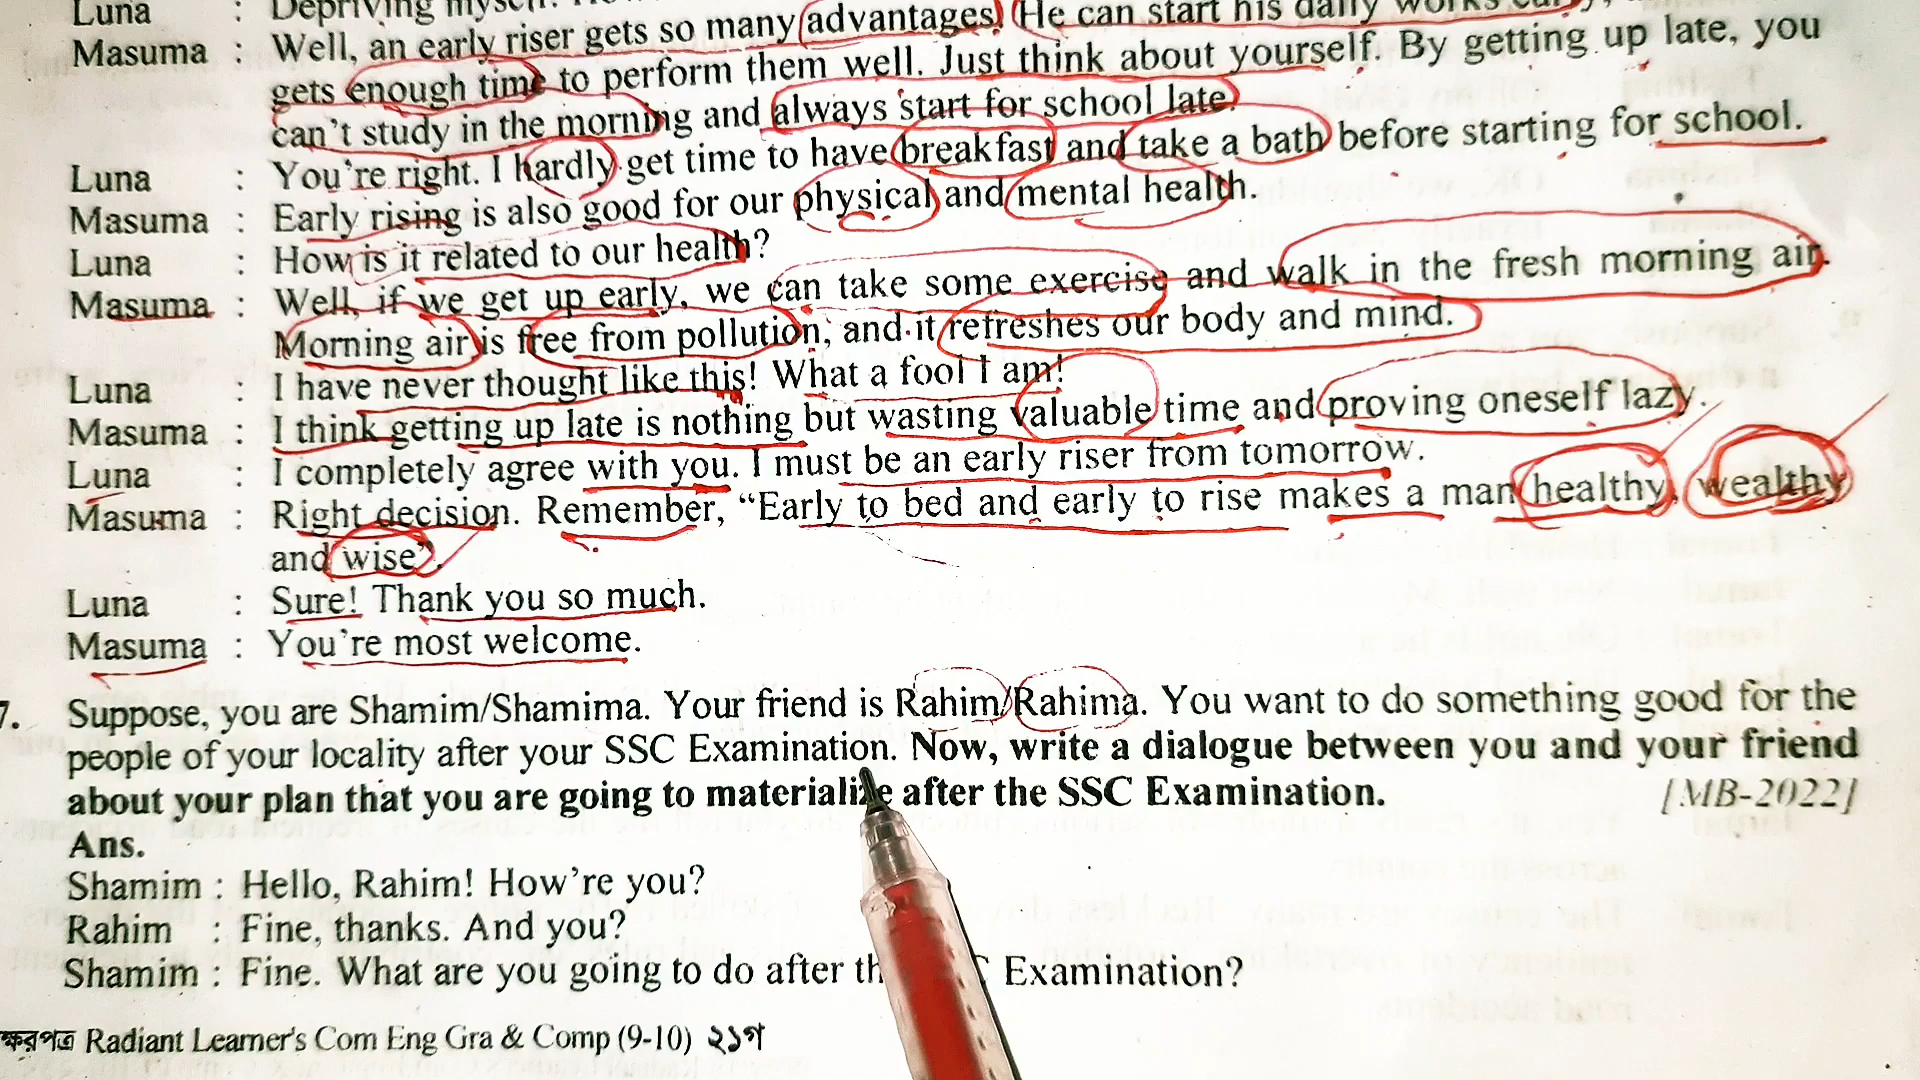 Luna : Depriving myself.
Masuma : Well, an early riser gets so many advantages. He can start his daily works early,
gets enough time to perform them well. Just think about yourself. By getting up late, you
can't study in the morning and always start for school late.
Luna : You're right. I hardly get time to have breakfast and take a bath before starting for school.
Masuma : Early rising is also good for our physical and mental health.
Luna : How is it related to our health?
Masuma : Well, if we get up early, we can take some exercise and walk in the fresh morning air.
Morning air is free from pollution, and it refreshes our body and mind.
Luna : I have never thought like this! What a fool I am!
Masuma : I think getting up late is nothing but wasting valuable time and proving oneself lazy.
Luna : I completely agree with you. I must be an early riser from tomorrow.
Masuma : Right decision. Remember, “Early to bed and early to rise makes a man healthy, wealthy
and wise”.
Luna : Sure! Thank you so much.
Masuma : You're most welcome.
7. Suppose, you are Shamim/Shamima. Your friend is Rahim/Rahima. You want to do something good for the
people of your locality after your SSC Examination. Now, write a dialogue between you and your friend
about your plan that you are going to materialize after the SSC Examination. [MB-2022]
Ans.
Shamim : Hello, Rahim! How're you?
Rahim : Fine, thanks. And you?
Shamim : Fine. What are you going to do after th C Examination?
ক্ষরপত্র Radiant Learner's Com Eng Gra & Comp (9-10) ২১প